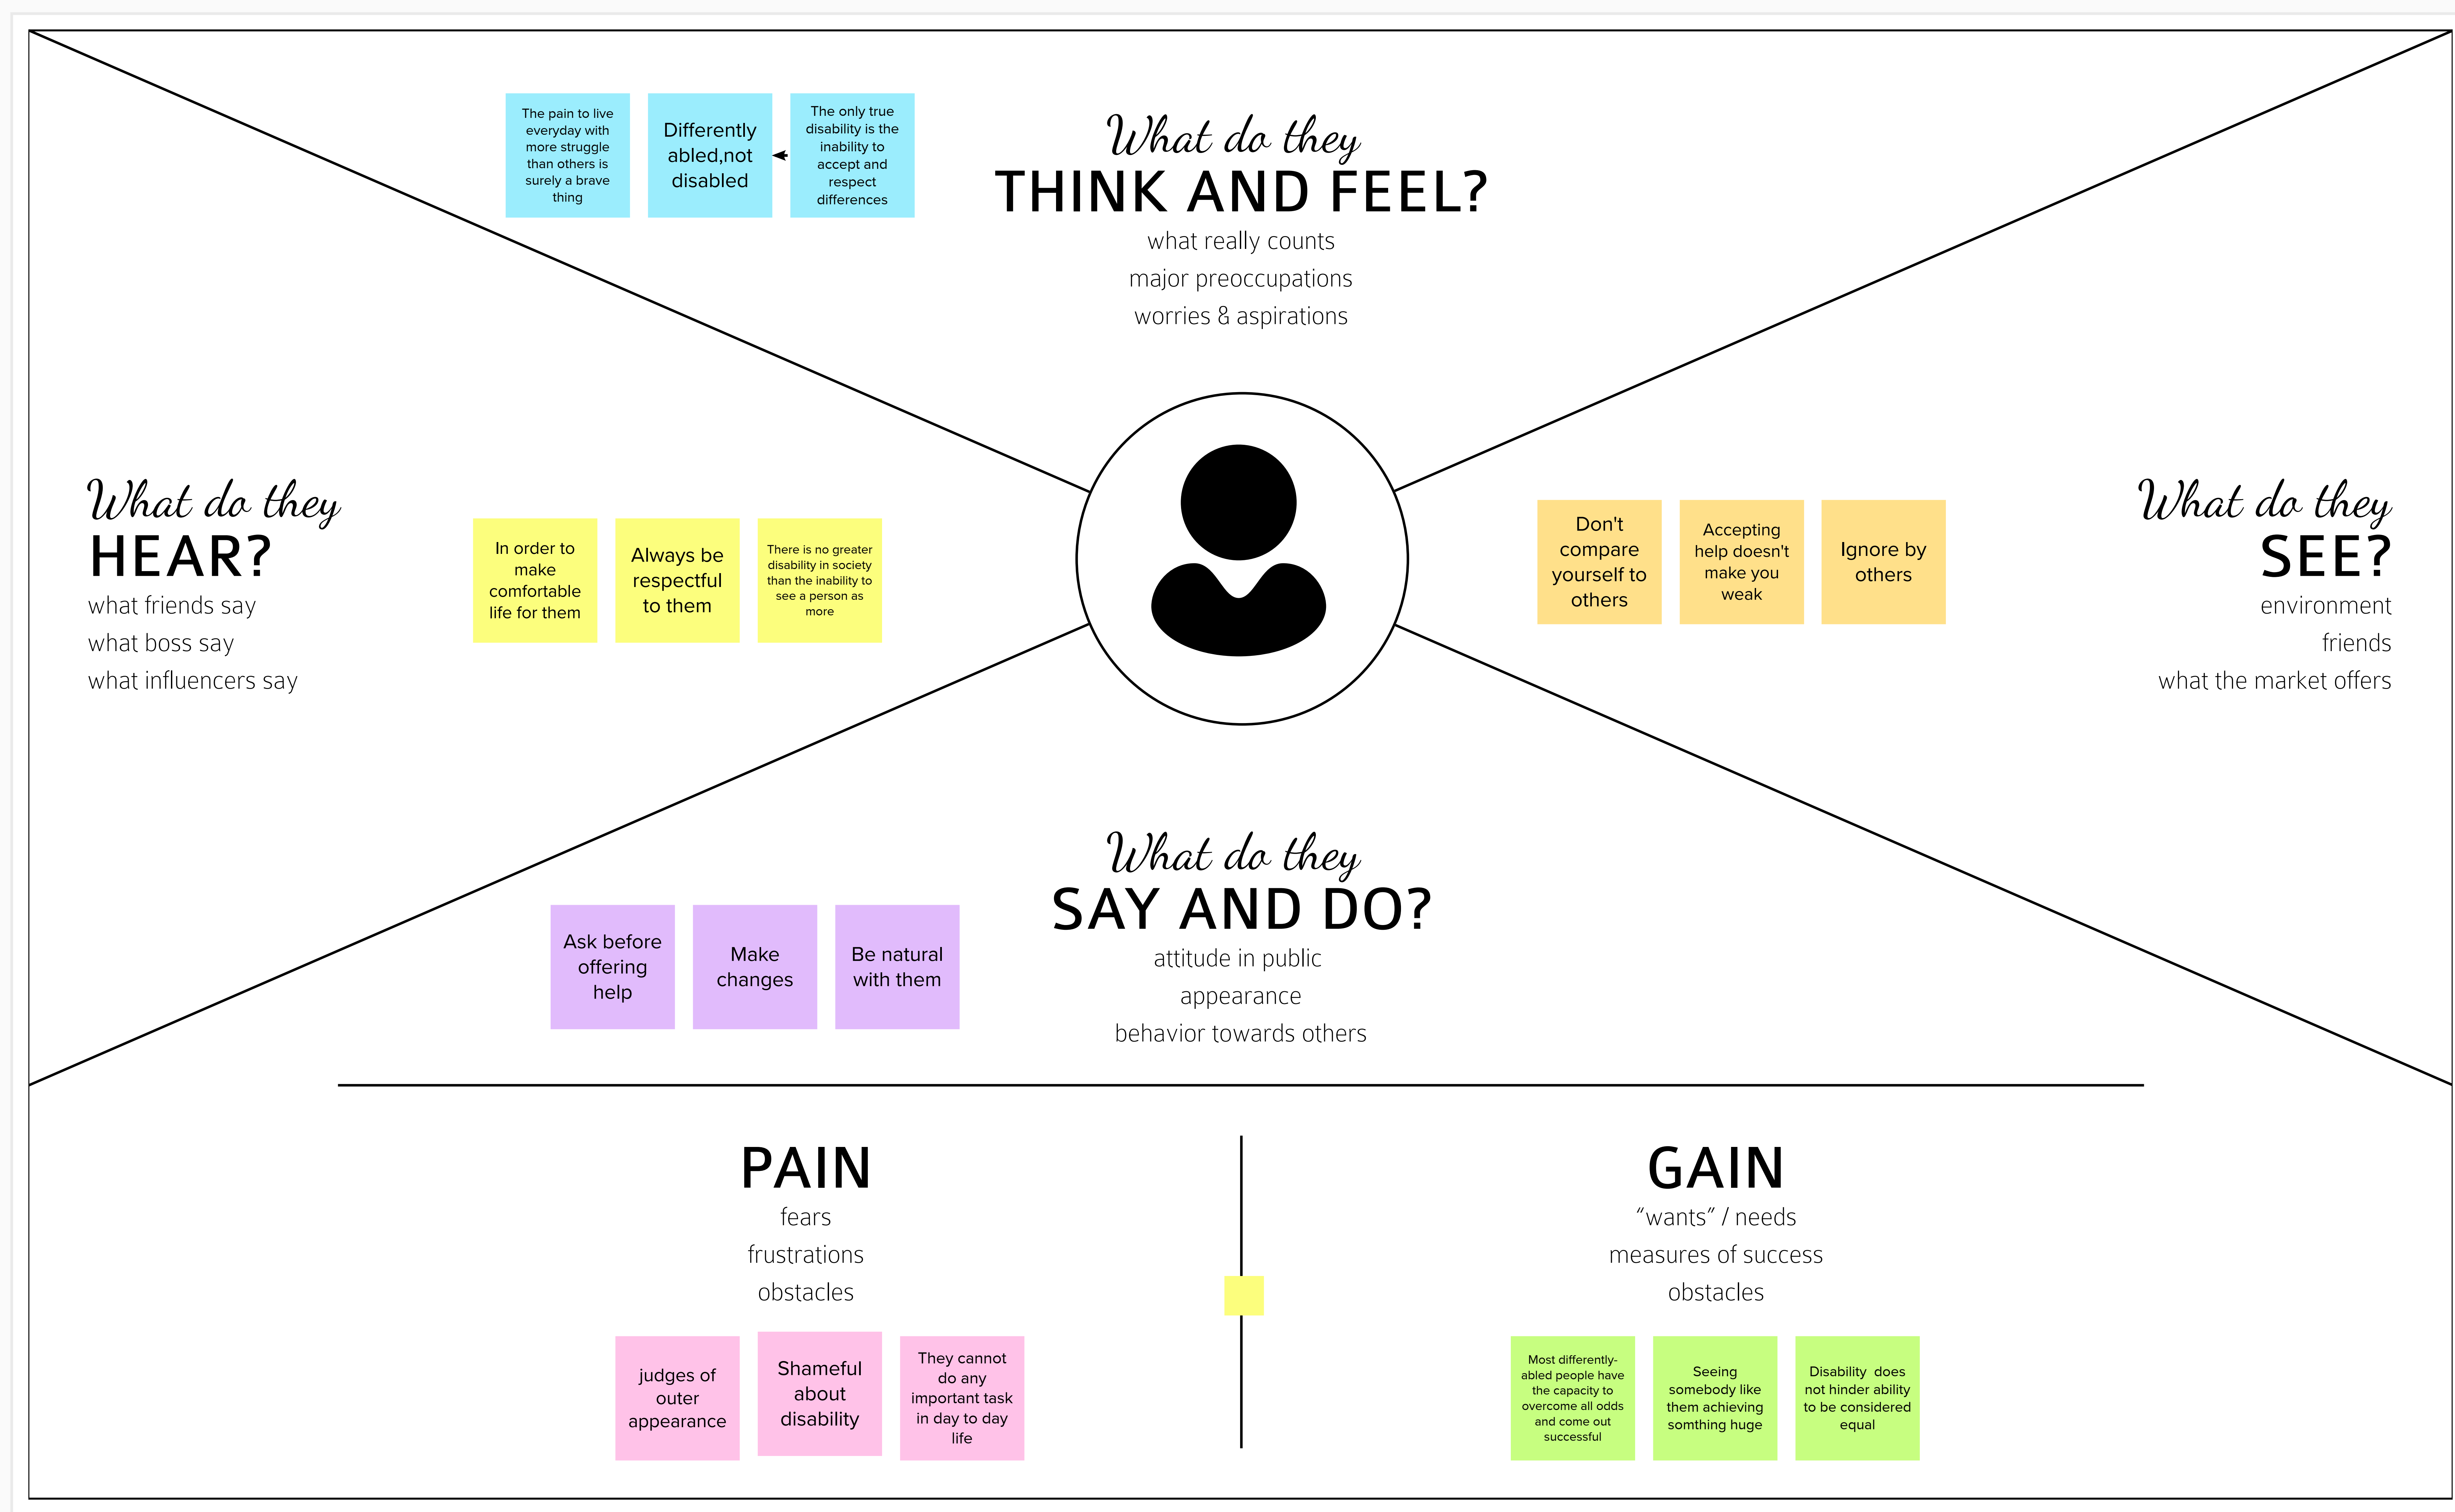 The pain to live
everyday with
more struggle
than others is
surely a brave
thing
Differently
abled,not
disabled
The only true
disability is the
inability to
accept and
respect
differences
What do they
THINK AND FEEL?
what really counts
major preoccupations
worries & aspirations
What do they
HEAR?
what friends say
what boss say
what influencers say
In order to
make
comfortable
life for them
Always be
respectful
to them
There is no greater
disability in society
than the inability to
see a person as
more
Don't
compare
yourself to
others
Accepting
help doesn't
make you
weak
Ignore by
others
What do they
SEE?
environment
friends
what the market offers
What do they
SAY AND DO?
attitude in public
appearance
behavior towards others
Ask before
offering
help
Make
changes
Be natural
with them
PAIN
fears
frustrations
obstacles
judges of
outer
appearance
Shameful
about
disability
They cannot
do any
important task
in day to day
life
GAIN
“wants” / needs
measures of success
obstacles
Most differently-
abled people have
the capacity to
overcome all odds
and come out
successful
Seeing
somebody like
them achieving
somthing huge
Disability  does
not hinder ability
to be considered
equal